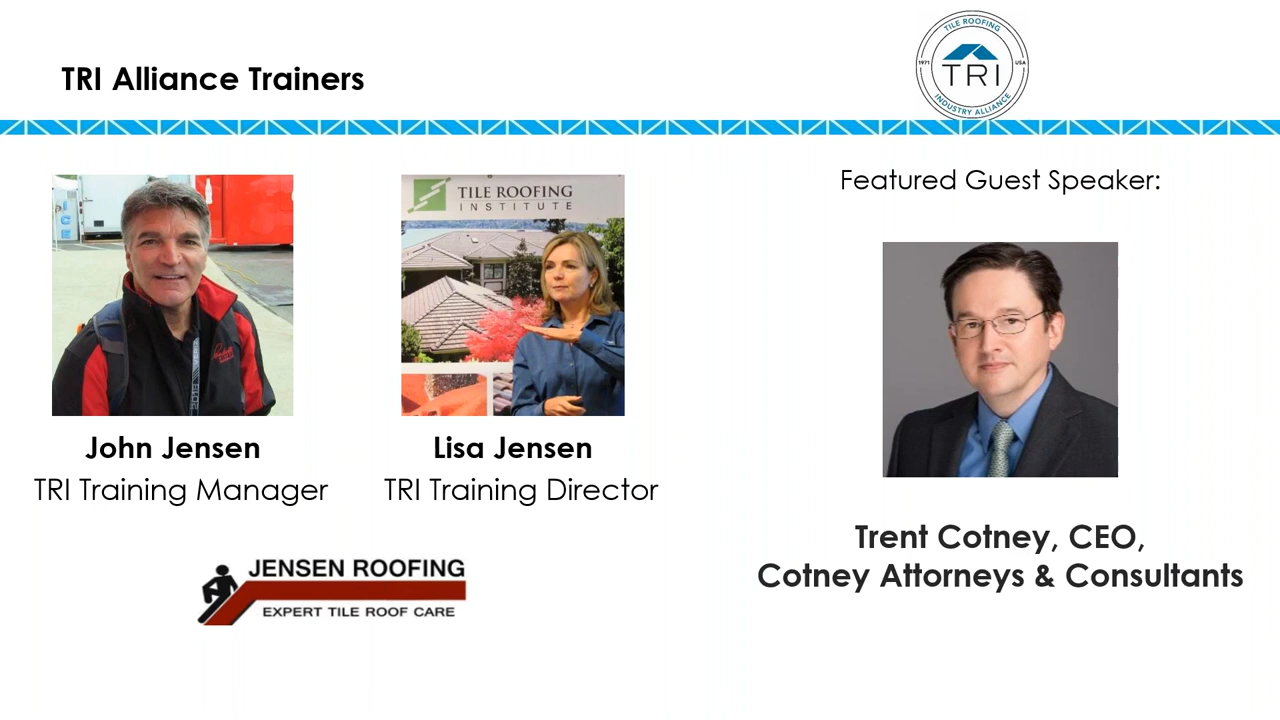 TRI Alliance Trainers
TILE ROOFING
1971 TRI USA
INDUSTRY ALLIANCE
TILE ROOFING
INSTITUTE
2019
John Jensen
TRI Training Manager
Lisa Jensen
TRI Training Director
JENSEN ROOFING
EXPERT TILE ROOF CARE
Featured Guest Speaker:
Trent Cotney, CEO,
Cotney Attorneys & Consultants